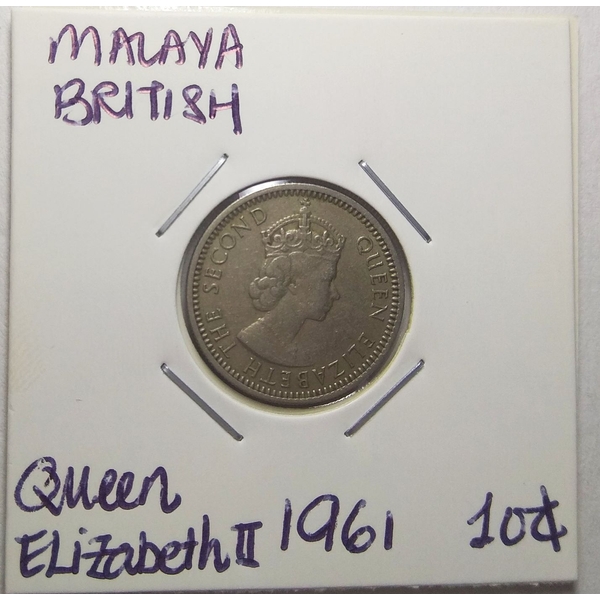 MALAYA
BRITISH
QUEEN ELIZABETH THE SECOND
Queen
ELizabeth II 1961 10¢